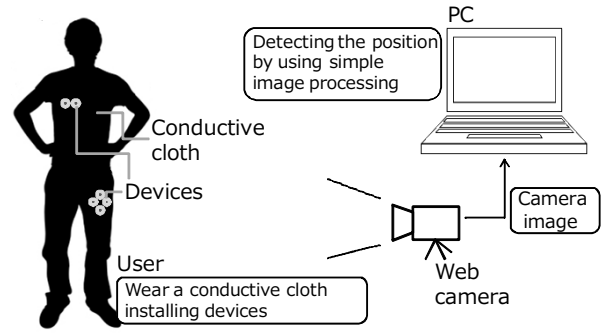 PC
Detecting the position
by using simple
image processing
Conductive
cloth
Devices
Camera
image
User
Wear a conductive cloth
installing devices
Web
camera